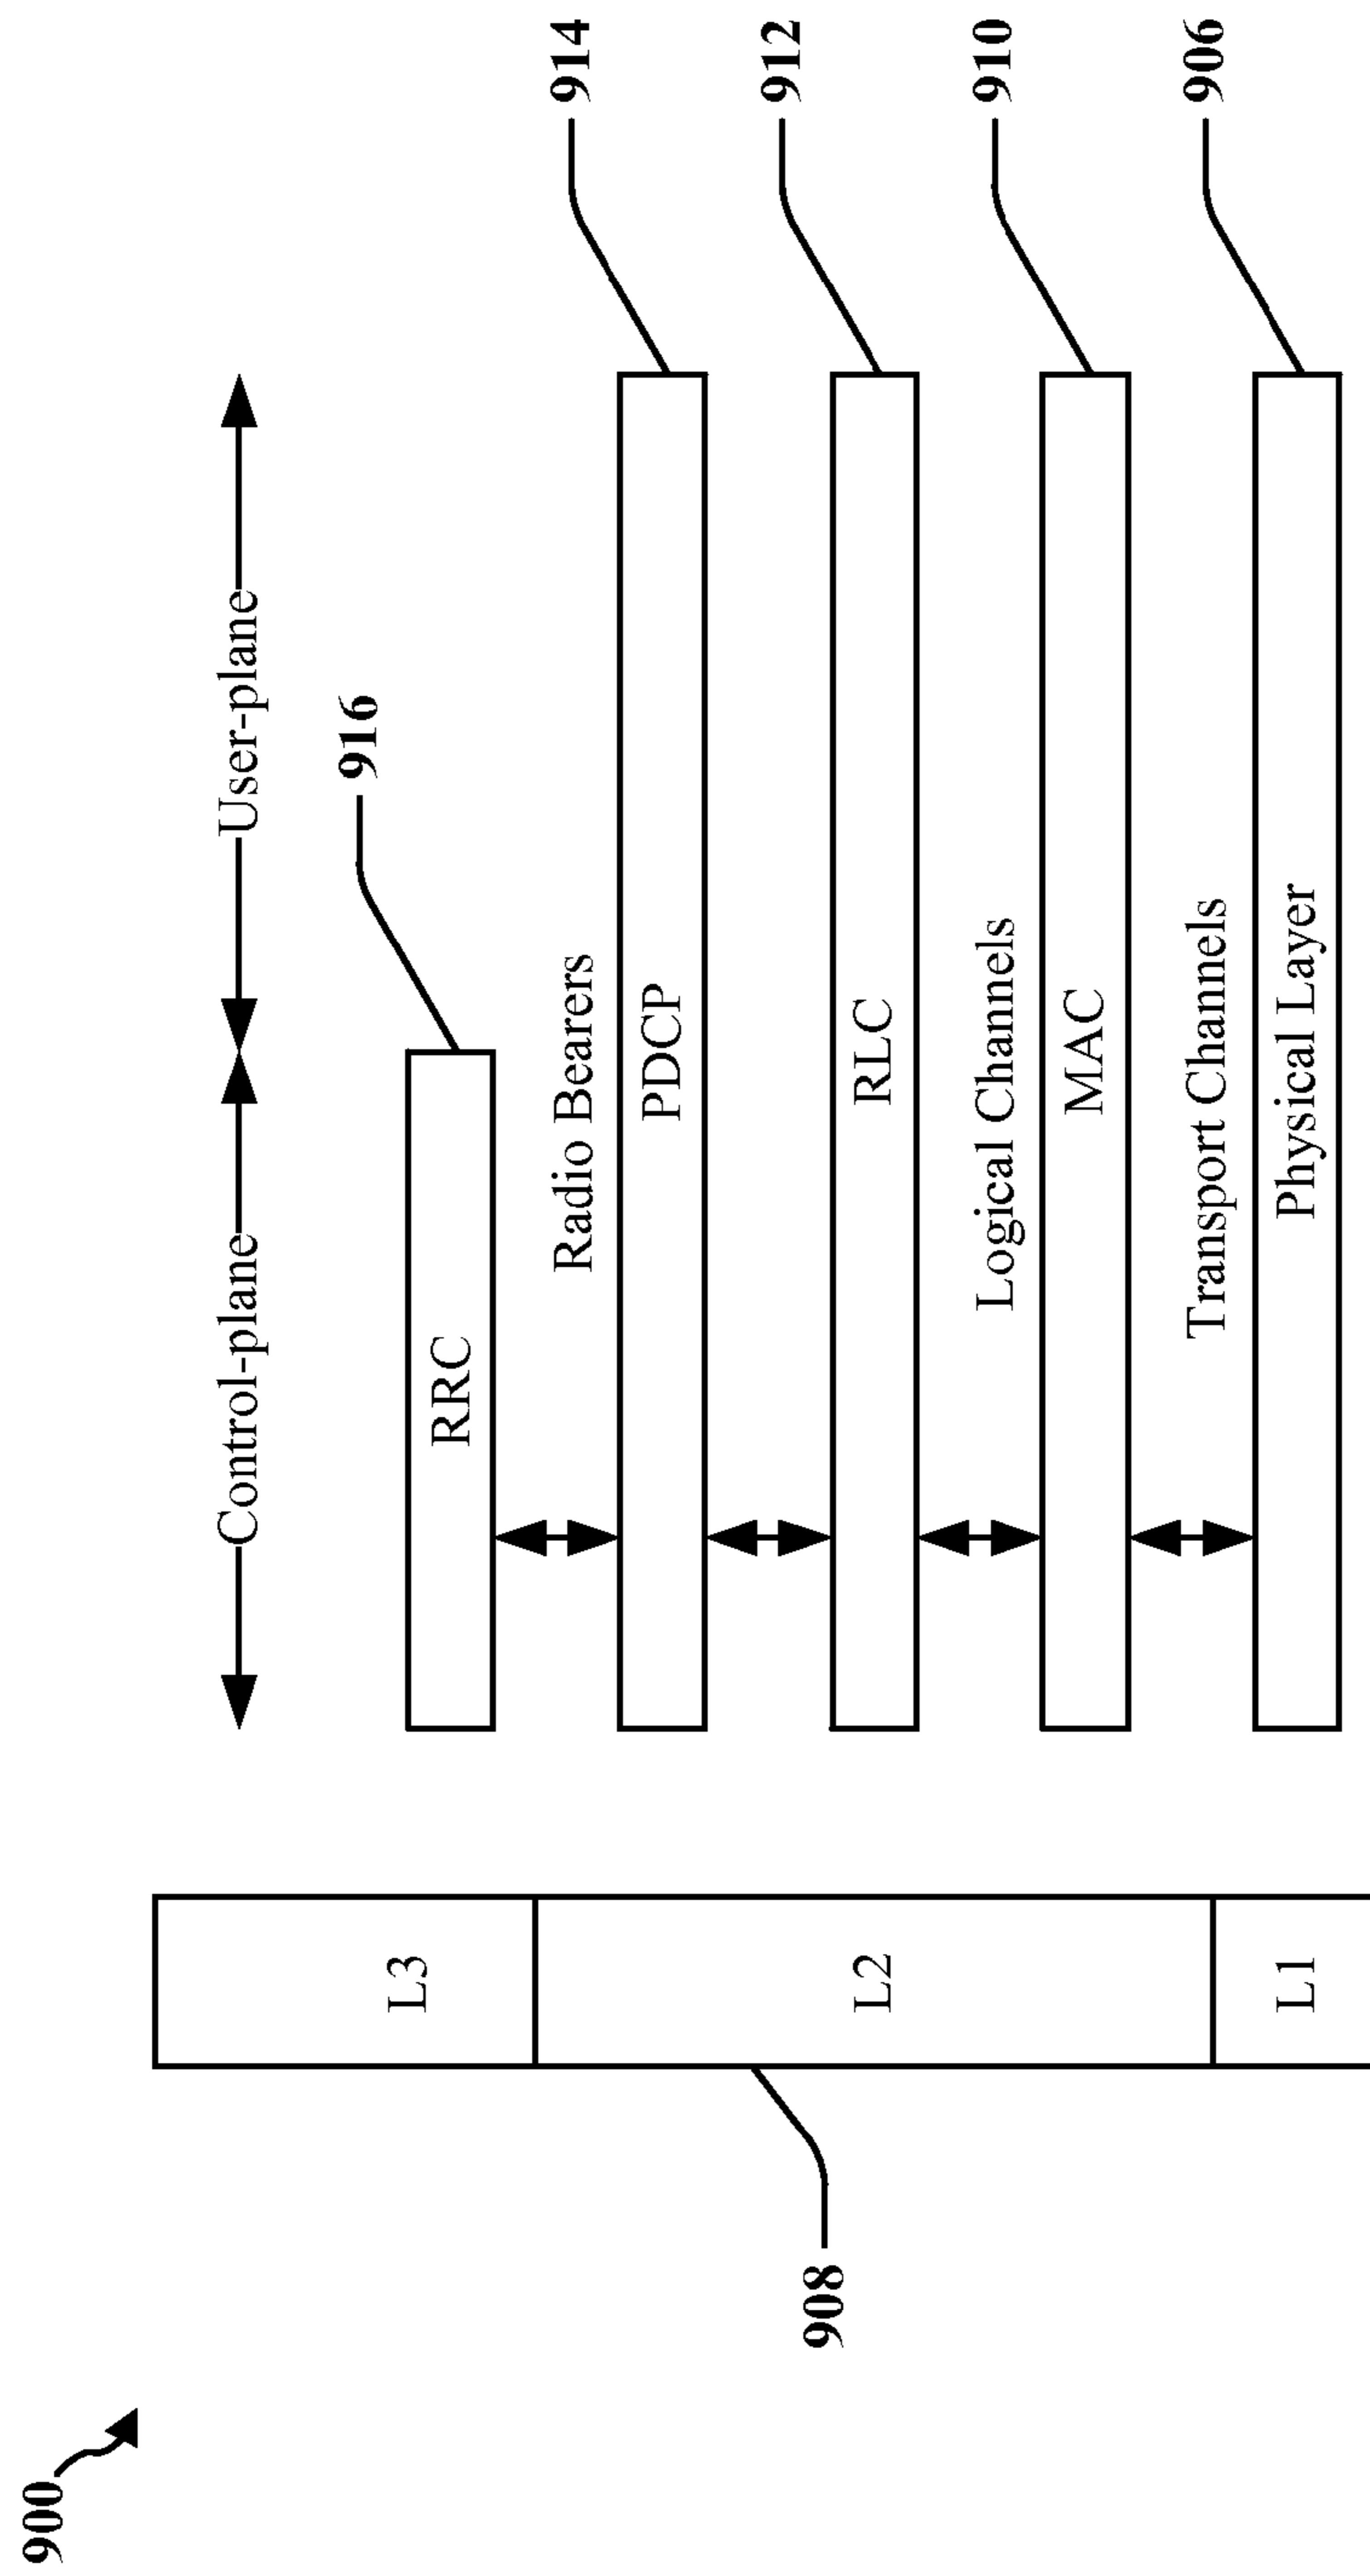 900
Control-plane
User-plane
916
RRC
L3
Radio Bearers
914
PDCP
912
908
L2
RLC
Logical Channels
910
MAC
Transport Channels
906
L1
Physical Layer